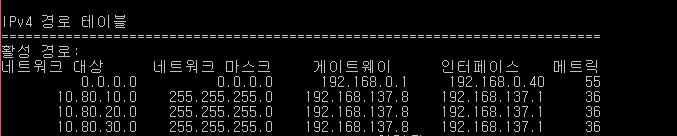 IPv4 경로 테이블
===========================================================================
활성 경로:
네트워크 대상 네트워크 마스크 게이트웨이 인터페이스 메트릭
0.0.0.0 0.0.0.0 192.168.0.1 192.168.0.40 55
10.80.10.0 255.255.255.0 192.168.137.8 192.168.137.1 36
10.80.20.0 255.255.255.0 192.168.137.8 192.168.137.1 36
10.80.30.0 255.255.255.0 192.168.137.8 192.168.137.1 36